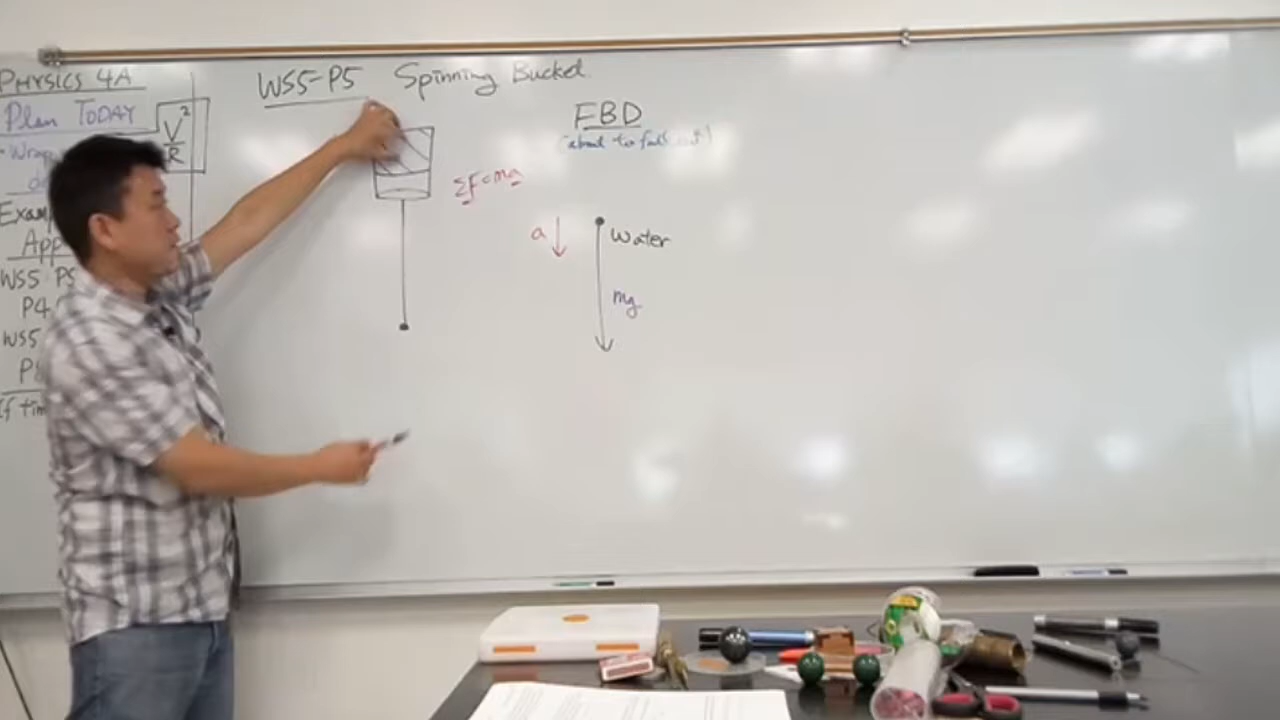 PHYSICS 4A
Plan TODAY
Wrap
V²
R
Exam
App
WS5 P5
P4
WS5
P
If tim
WS5-P5 Spinning Bucket
FBD
(about to fall out)
ΣF=ma
a
Water
mg